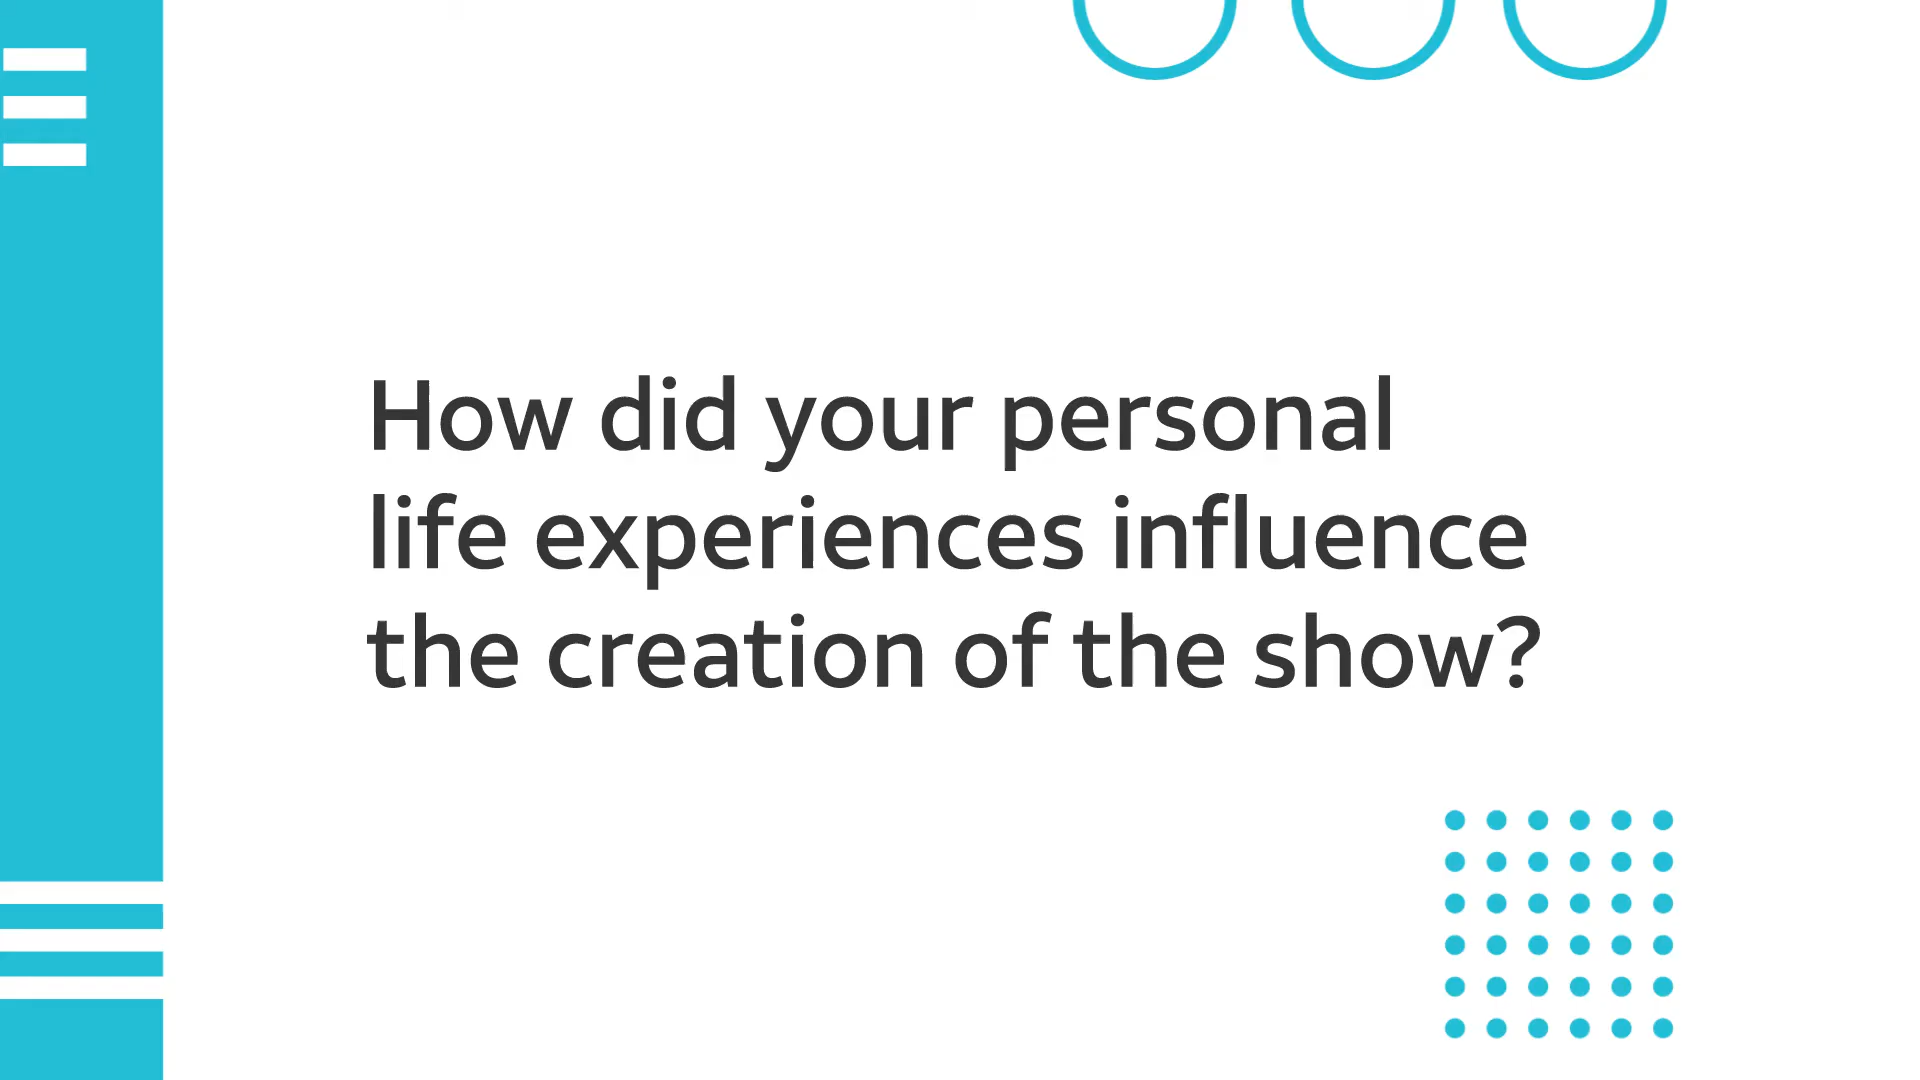 How did your personal
life experiences influence
the creation of the show?